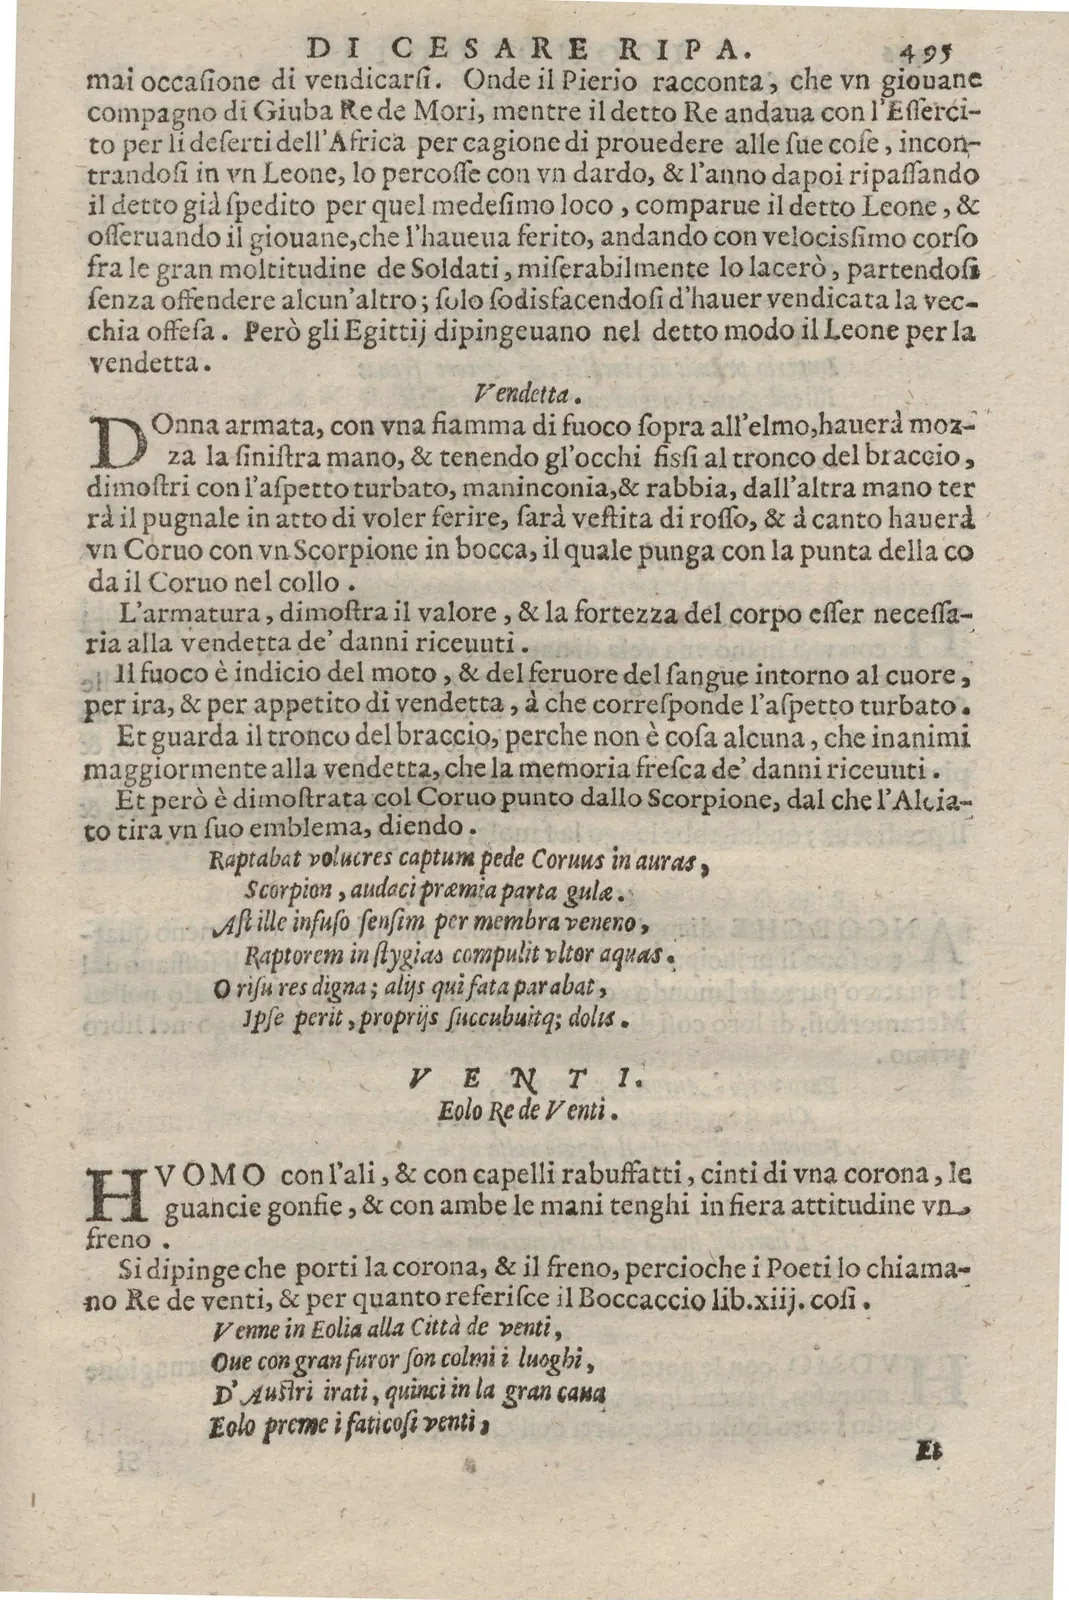 DI CESARE RIPA. 495
mai occaſione di vendicarſi. Onde il Pierio racconta, che vn giouane
compagno di Giuba Re de Mori, mentre il detto Re andaua con l'Eſſerci-
to per li deſerti dell'Africa per cagione di prouedere alle ſue coſe, incon-
trandoſi in vn Leone, lo percoſſe con vn dardo, & l'anno dapoi ripaſſando
il detto già ſpedito per quel medeſimo loco, comparue il detto Leone, &
oſſeruando il giouane, che l'haueua ferito, andando con velociſſimo corſo
fra le gran moltitudine de Soldati, miſerabilmente lo lacerò, partendoſi
ſenza offendere alcun'altro; ſolo ſodisfacendoſi d'hauer vendicata la vec-
chia offeſa. Però gli Egittij dipingeuano nel detto modo il Leone per la
vendetta.
Vendetta.
DOnna armata, con vna fiamma di fuoco ſopra all'elmo, hauerà moz-
za la ſiniſtra mano, & tenendo gl'occhi fiſſi al tronco del braccio,
dimoſtri con l'aſpetto turbato, maninconia, & rabbia, dall'altra mano ter
rà il pugnale in atto di voler ferire, ſarà veſtita di roſſo, & à canto hauerà
vn Coruo con vn Scorpione in bocca, il quale punga con la punta della co
da il Coruo nel collo.
L'armatura, dimoſtra il valore, & la fortezza del corpo eſſer neceſſa-
ria alla vendetta de' danni riceuuti.
Il fuoco è indicio del moto, & del feruore del ſangue intorno al cuore,
per ira, & per appetito di vendetta, à che correſponde l'aſpetto turbato.
Et guarda il tronco del braccio, perche non è coſa alcuna, che inanimi
maggiormente alla vendetta, che la memoria freſca de' danni riceuuti.
Et però è dimoſtrata col Coruo punto dallo Scorpione, dal che l'Alcia-
to tira vn ſuo emblema, diendo.
Raptabat volucres captum pede Coruus in auras,
Scorpion, audaci præmia parta gulæ.
Aſt ille infuſo ſenſim per membra veneno,
Raptorem in ſtygias compulit vltor aquas.
O riſu res digna; alijs qui fata parabat,
Ipſe perit, proprijs ſuccubuitq; dolis.
VENTI.
Eolo Re de Venti.
HVOMO con l'ali, & con capelli rabuffatti, cinti di vna corona, le
guancie gonfie, & con ambe le mani tenghi in fiera attitudine vn
freno.
Si dipinge che porti la corona, & il freno, percioche i Poeti lo chiama-
no Re de venti, & per quanto referiſce il Boccaccio lib. xiij. coſi.
Venne in Eolia alla Città de venti,
Oue con gran furor ſon colmi i luoghi,
D'Auſtri irati, quinci in la gran caua
Eolo preme i faticoſi venti,
Et